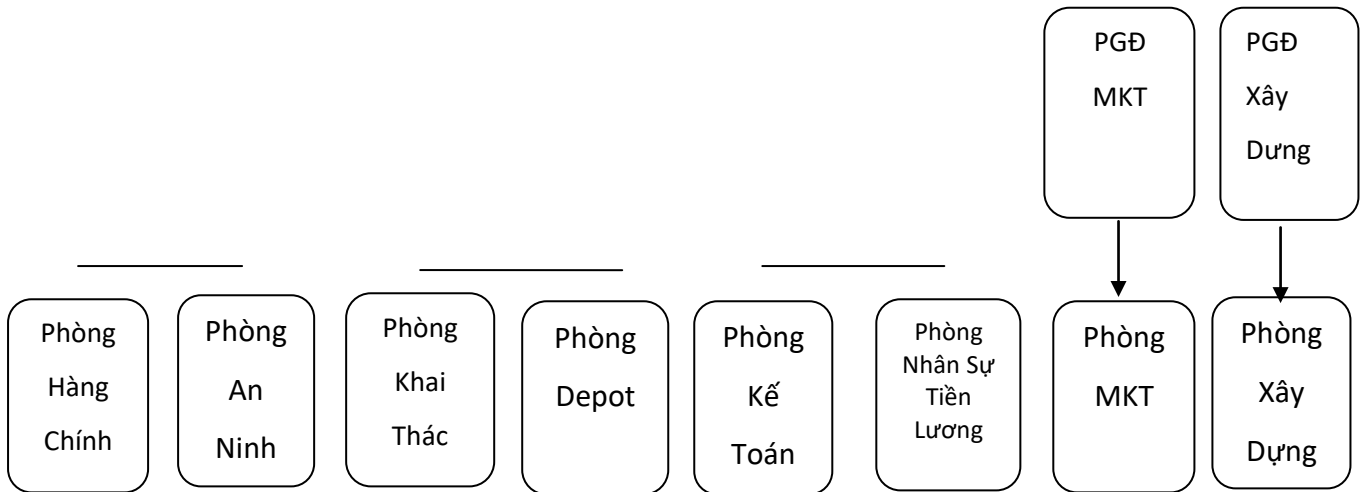 PGĐ
MKT
PGĐ
Xây
Dưng
Phòng
Hàng
Chính
Phòng
An
Ninh
Phòng
Khai
Thác
Phòng
Depot
Phòng
Kế
Toán
Phòng
Nhân Sự
Tiền
Lương
Phòng
MKT
Phòng
Xây
Dựng